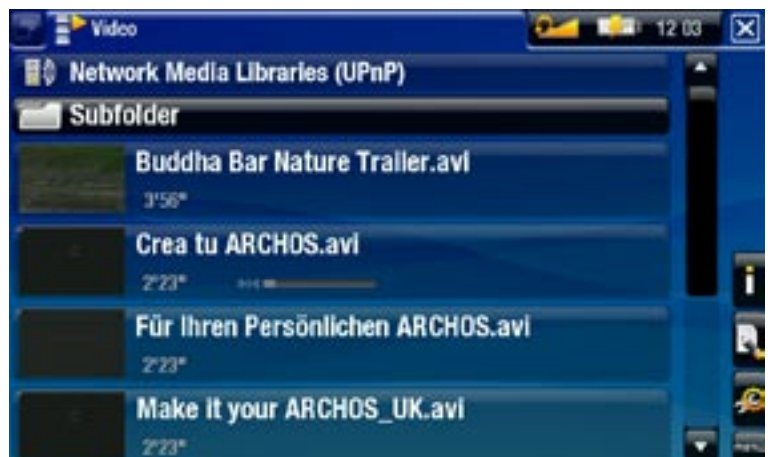 Video
12 03
Network Media Libraries (UPnP)
Subfolder
Buddha Bar Nature Trailer.avi
3'56"
Crea tu ARCHOS.avi
2'23"
Für Ihren Persönlichen ARCHOS.avi
2'23"
Make it your ARCHOS_UK.avi
2'23"